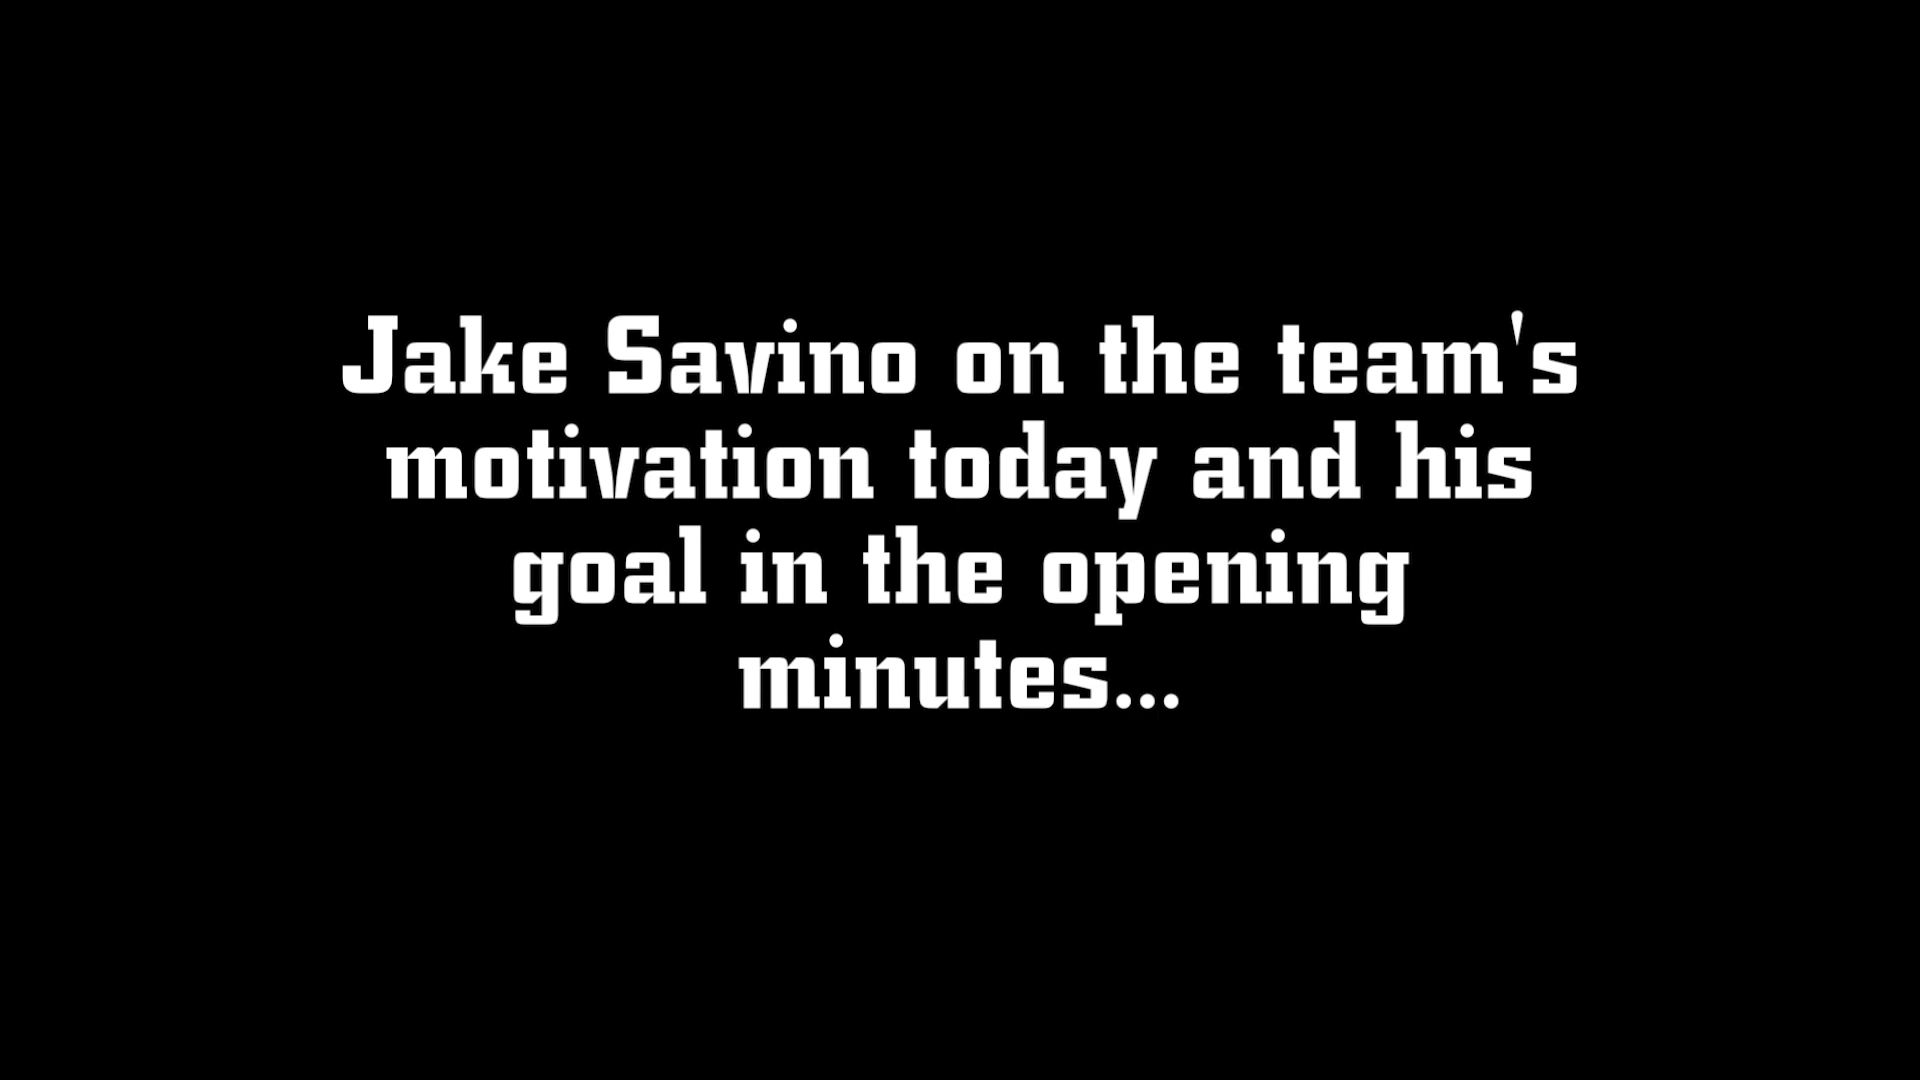 Jake Savino on the team's
motivation today and his
goal in the opening
minutes...